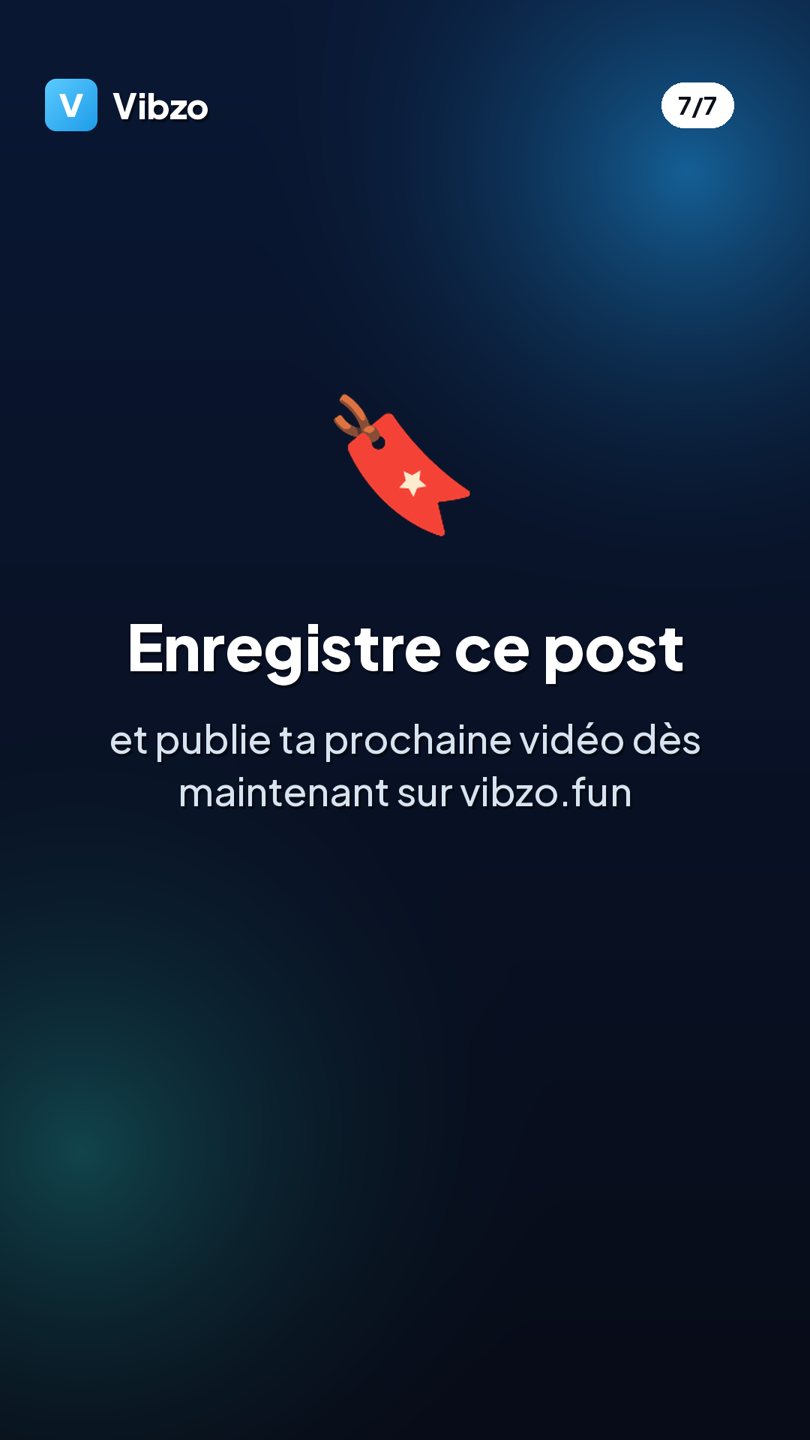 V Vibzo
7/7
Enregistre ce post
et publie ta prochaine vidéo dès
maintenant sur vibzo.fun